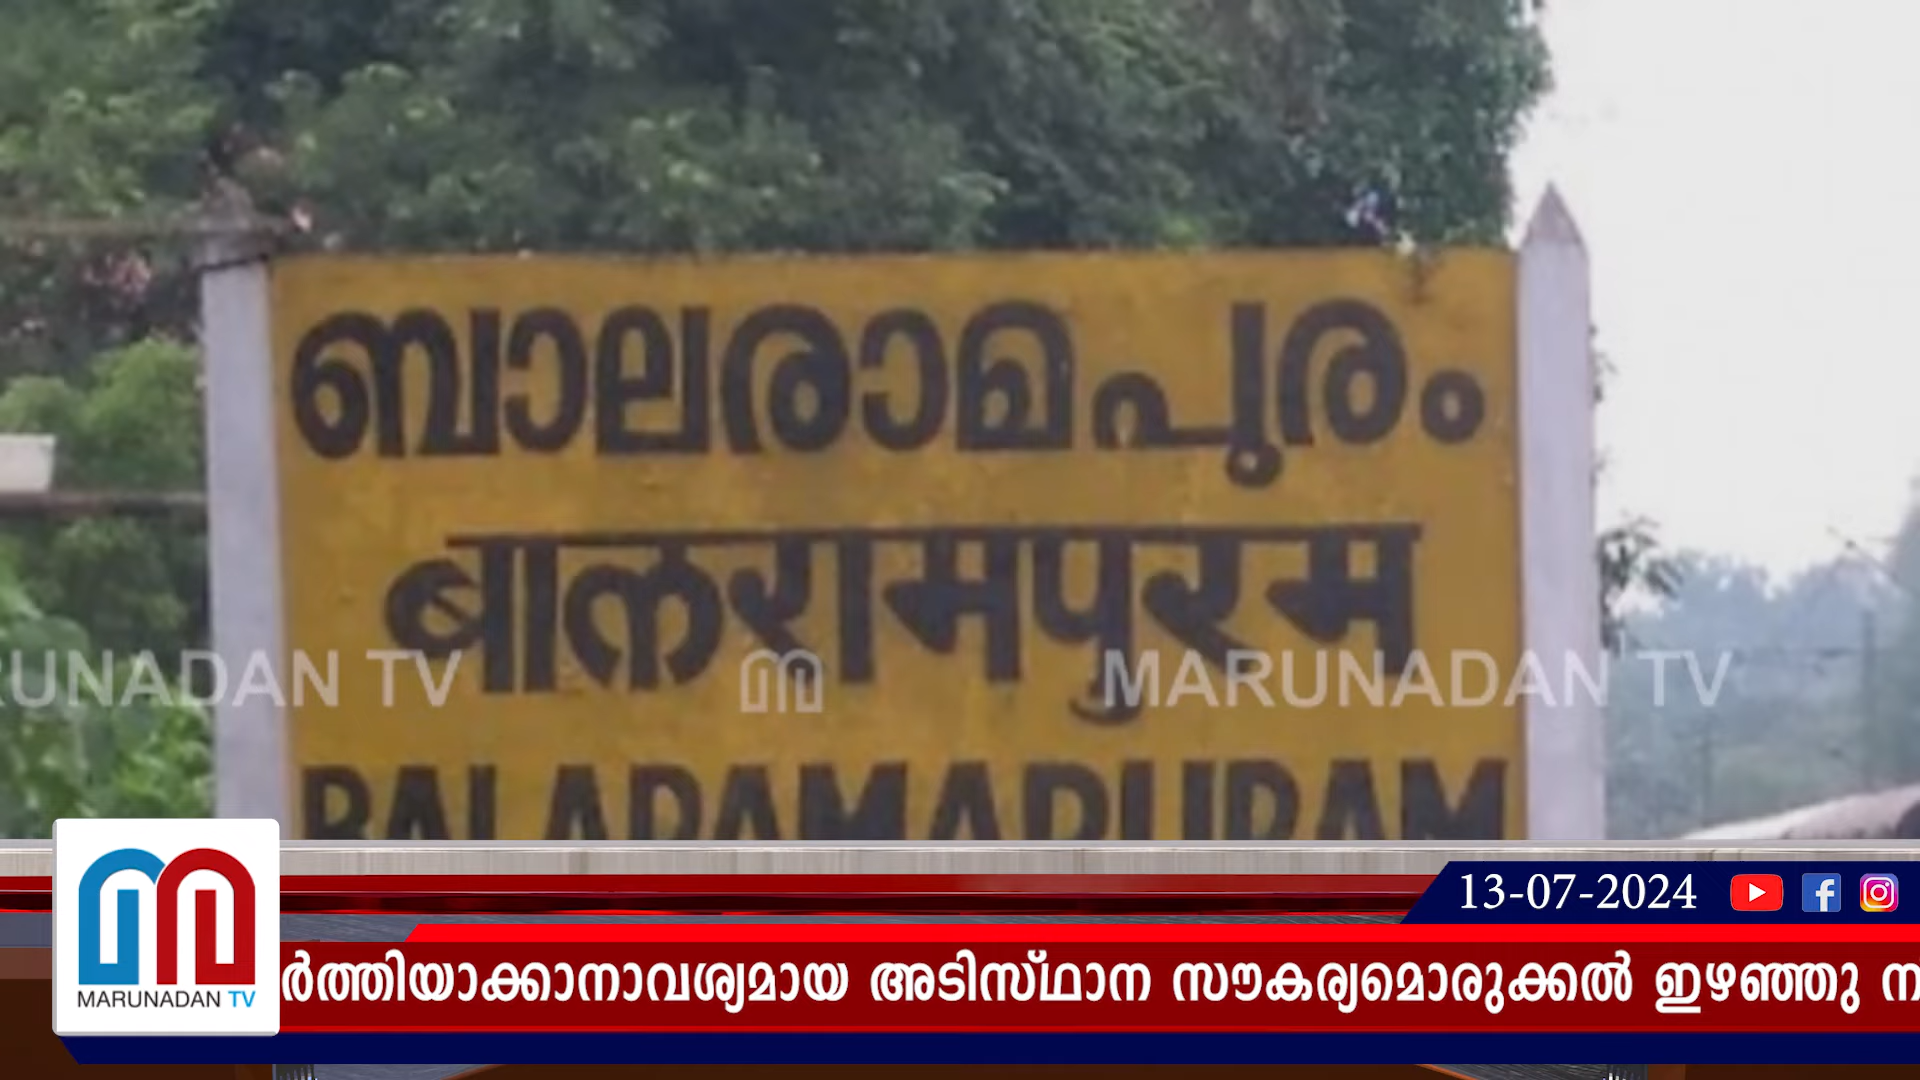 ബാലരാമപുരം
बालरामपुरम
BALARAMAPURAM
MARUNADAN TV
MARUNADAN TV
13-07-2024
ർത്തിയാക്കാനാവശ്യമായ അടിസ്ഥാന സൗകര്യമൊരുക്കൽ ഇഴഞ്ഞു
MARUNADAN TV